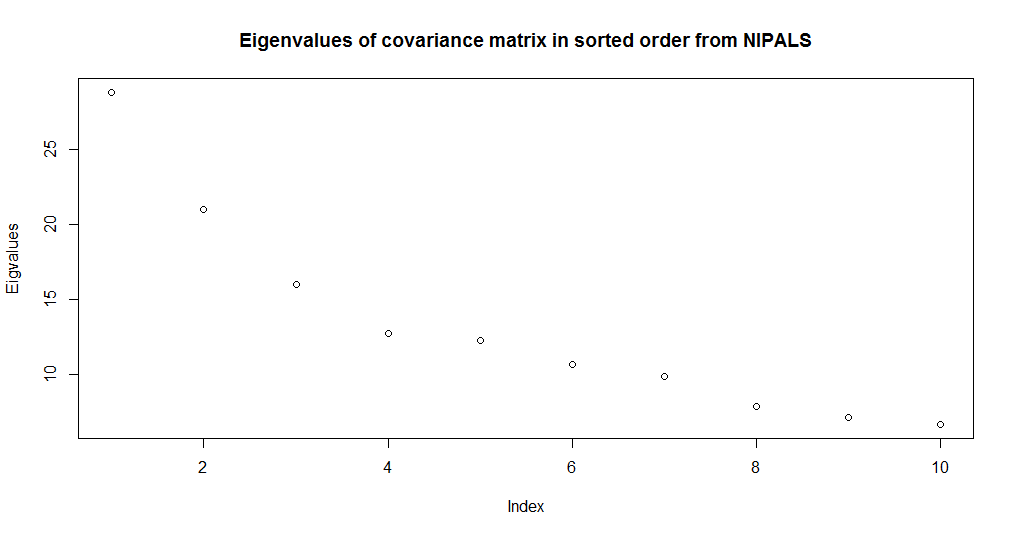 Eigenvalues of covariance matrix in sorted order from NIPALS
Eigvalues
25
20
15
10
2 4 6 8 10
Index